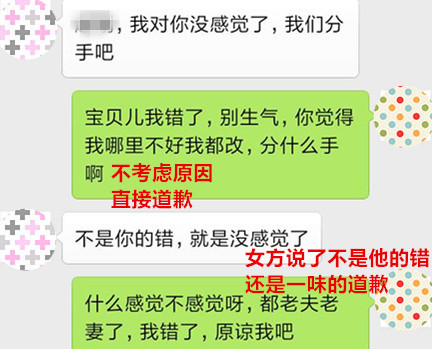 ，我对你没感觉了，我们分
手吧
宝贝儿我错了，别生气，你觉得
我哪里不好我都改，分什么手
啊
不考虑原因
直接道歉
不是你的错，就是没感觉了
女方说了不是他的错
还是一味的道歉
什么感觉不感觉呀，都老夫老
妻了，我错了，原谅我吧